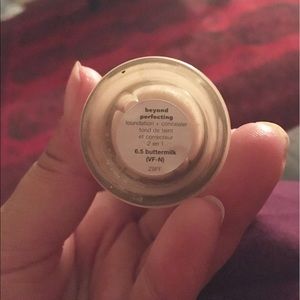 beyond
perfecting
foundation + concealer
fond de teint
et correcteur
2 en 1
6.5 buttermilk
(VF-N)